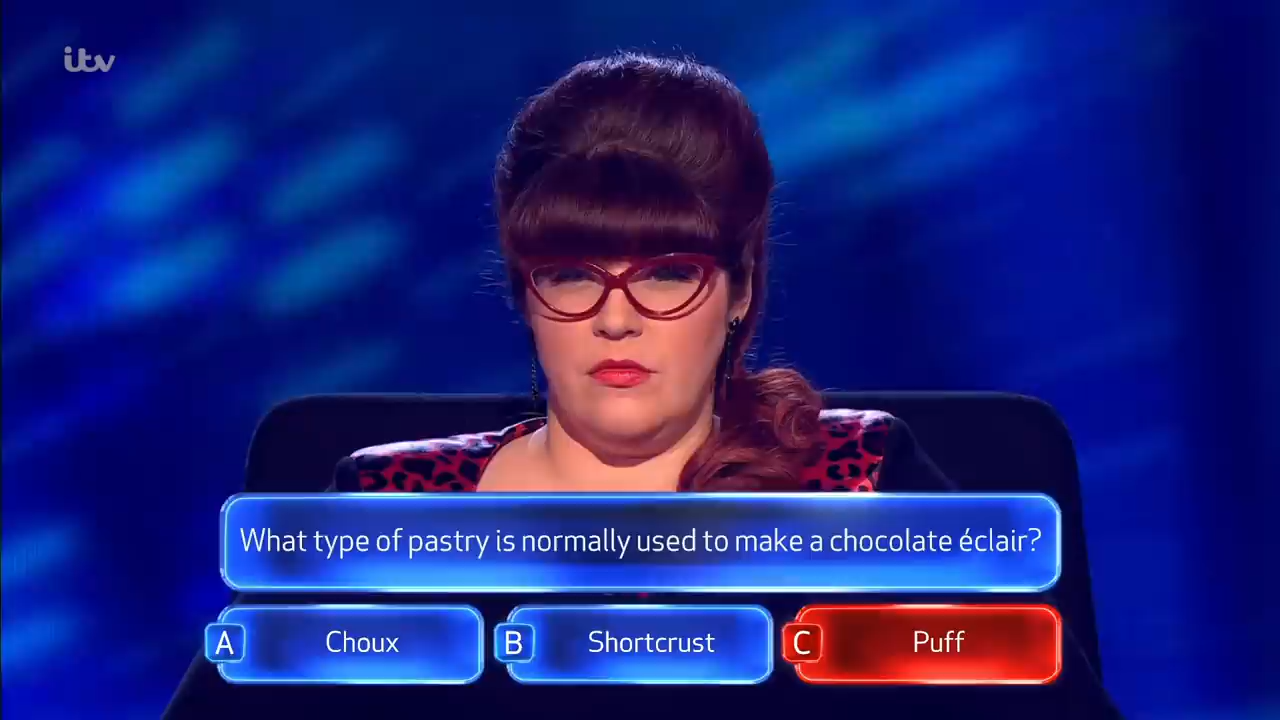 itv
What type of pastry is normally used to make a chocolate éclair?
A Choux
B Shortcrust
C Puff